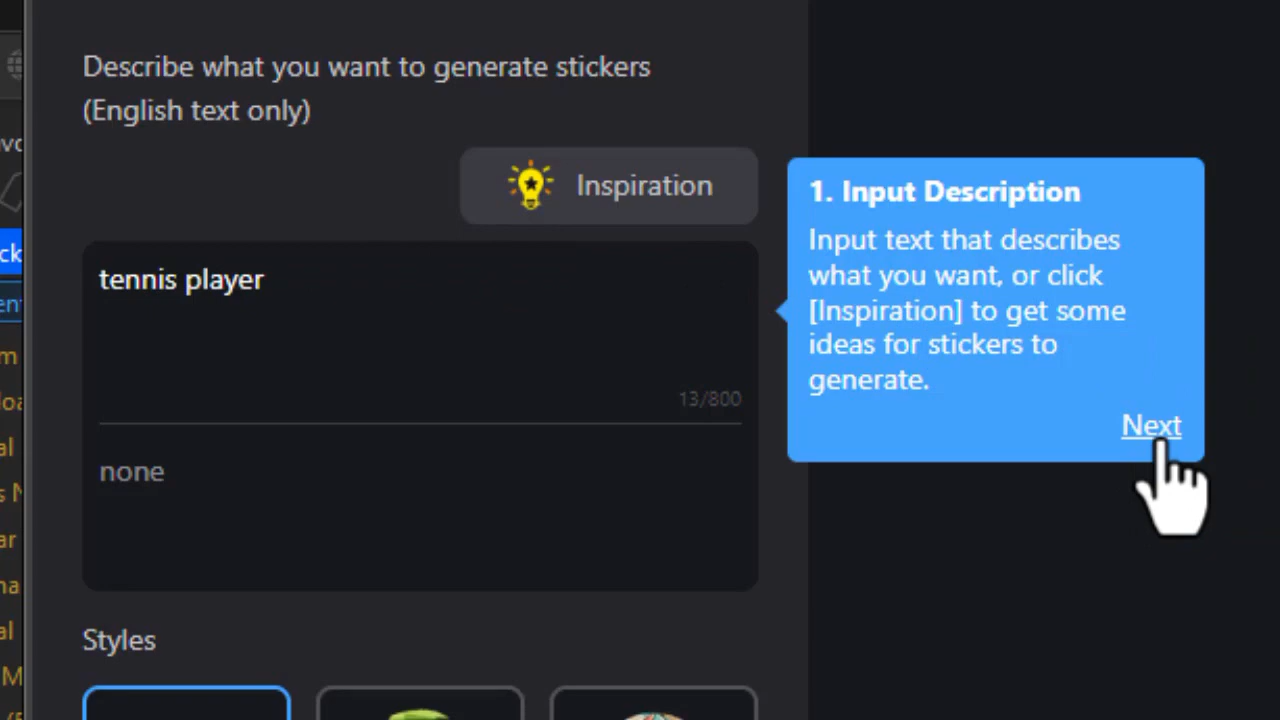 Describe what you want to generate stickers
(English text only)
Inspiration
tennis player
13/800
none
Styles
1. Input Description
Input text that describes
what you want, or click
[Inspiration] to get some
ideas for stickers to
generate.
Next